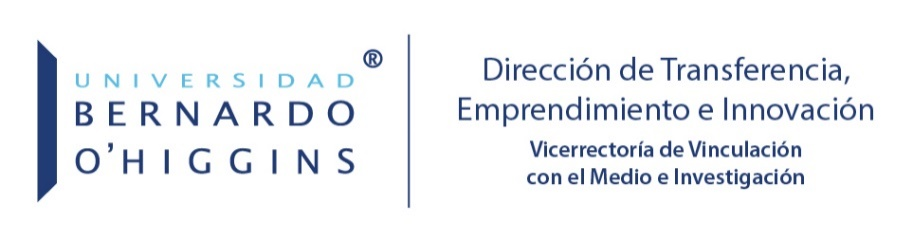 UNIVERSIDAD ®
BERNARDO
O'HIGGINS
Dirección de Transferencia,
Emprendimiento e Innovación
Vicerrectoría de Vinculación
con el Medio e Investigación